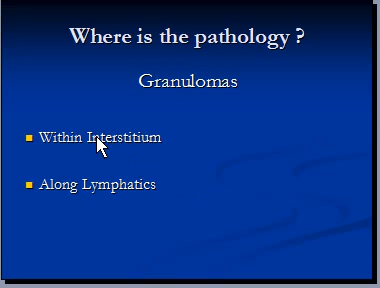 Where is the pathology ?
Granulomas
Within Interstitium
Along Lymphatics